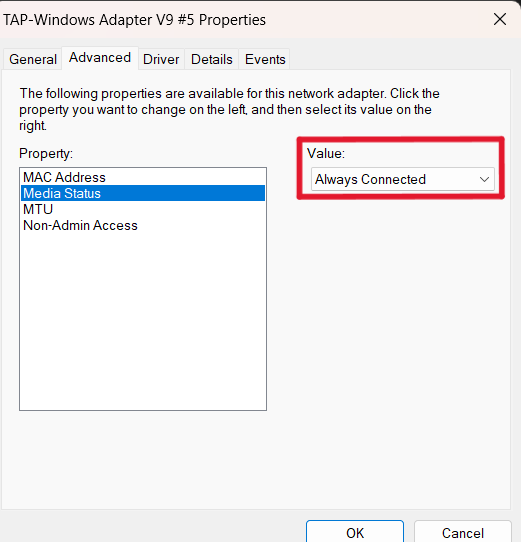 TAP-Windows Adapter V9 #5 Properties
General Advanced Driver Details Events
The following properties are available for this network adapter. Click the
property you want to change on the left, and then select its value on the
right.
Property:
Value:
MAC Address
Media Status
MTU
Non-Admin Access
Always Connected
OK Cancel